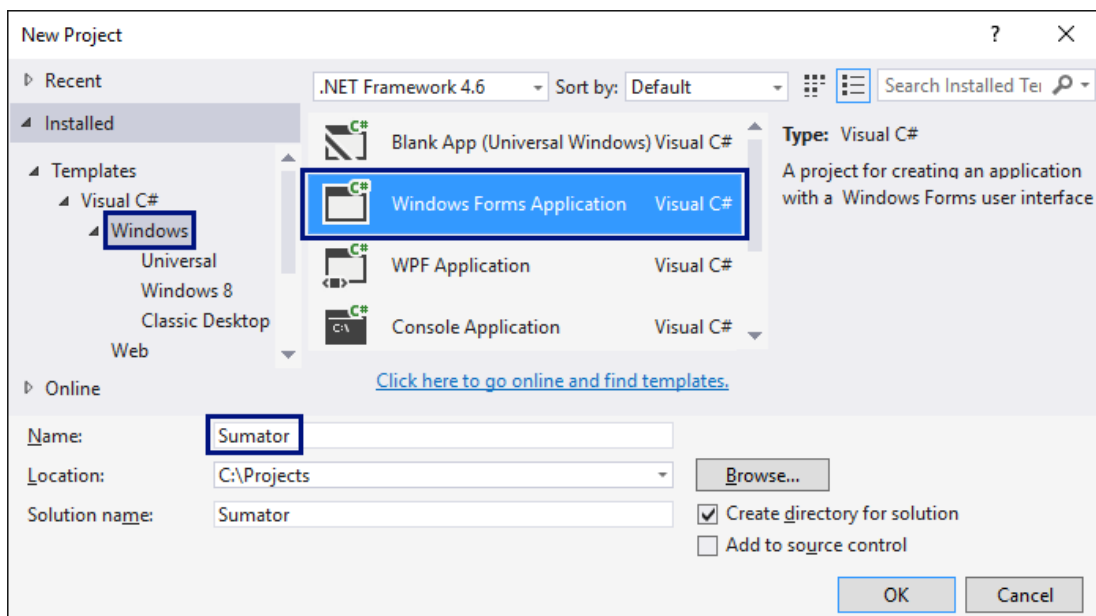 New Project ?
Recent
.NET Framework 4.6 Sort by: Default Search Installed Te
Installed
Templates
Visual C#
Windows
Universal
Windows 8
Classic Desktop
Web
Online
C# Blank App (Universal Windows) Visual C#
C# Windows Forms Application Visual C#
C# WPF Application Visual C#
C# C:\ Console Application Visual C#
Click here to go online and find templates.
Type: Visual C#
A project for creating an application
with a Windows Forms user interface
Name: Sumator
Location: C:\Projects
Browse...
Solution name: Sumator
Create directory for solution
Add to source control
OK Cancel